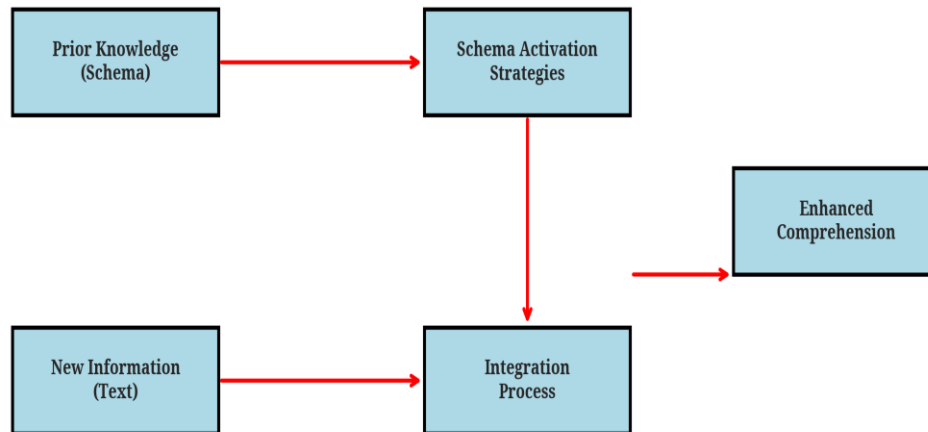 Prior Knowledge
(Schema)
Schema Activation
Strategies
Enhanced
Comprehension
New Information
(Text)
Integration
Process